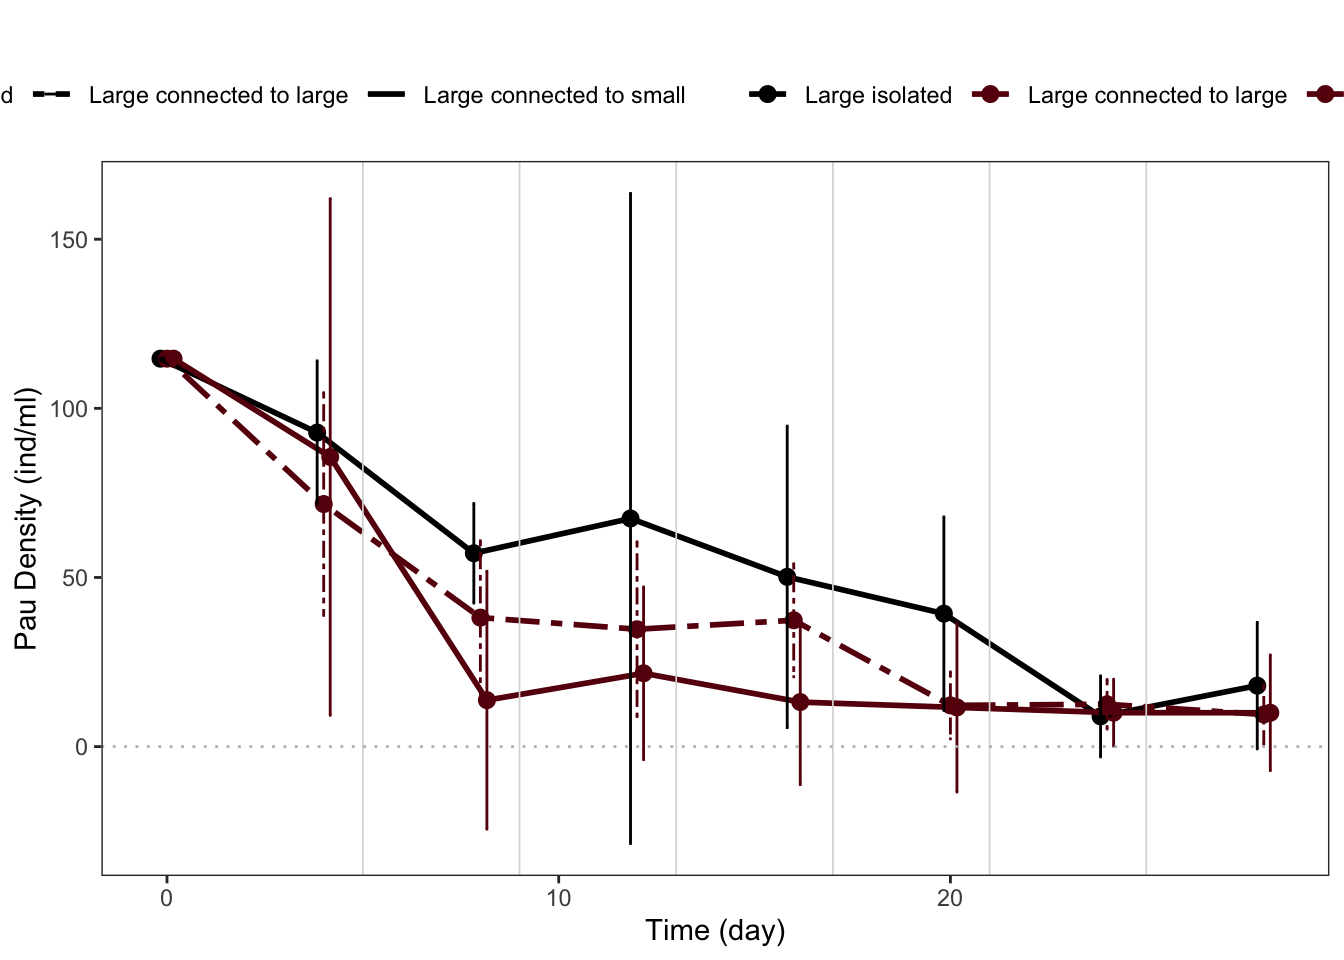 d Large connected to large Large connected to small Large isolated Large connected to large
150
100
50
0
Pau Density (ind/ml)
0 10 20
Time (day)